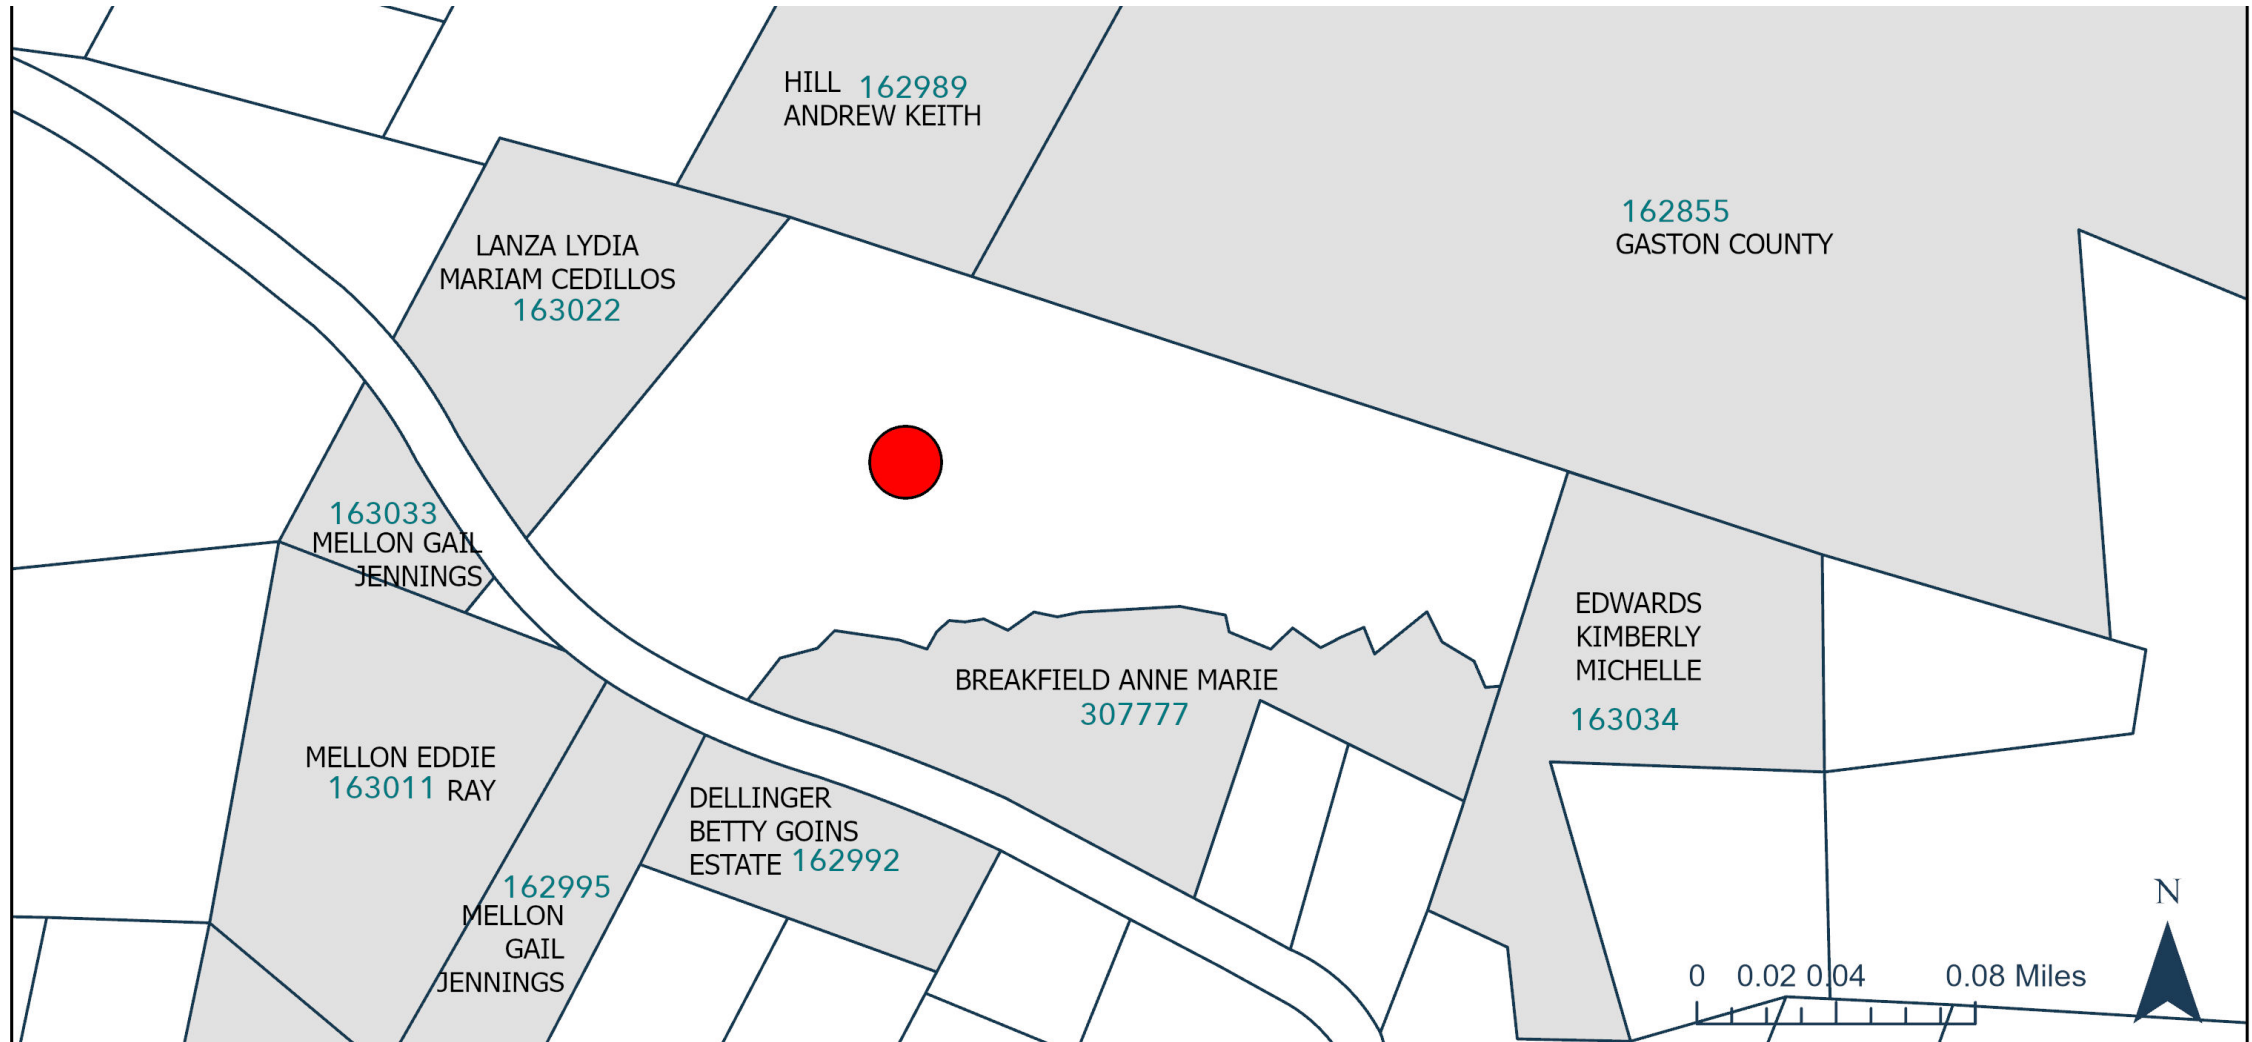 HILL 162989
ANDREW KEITH
162855
GASTON COUNTY
LANZA LYDIA
MARIAM CEDILLOS
163022
163033
MELLON GAIL
JENNINGS
EDWARDS
KIMBERLY
MICHELLE
163034
BREAKFIELD ANNE MARIE
307777
MELLON EDDIE
163011 RAY
DELLINGER
BETTY GOINS
ESTATE 162992
162995
MELLON
GAIL
JENNINGS
N
0 0.02 0.04 0.08 Miles